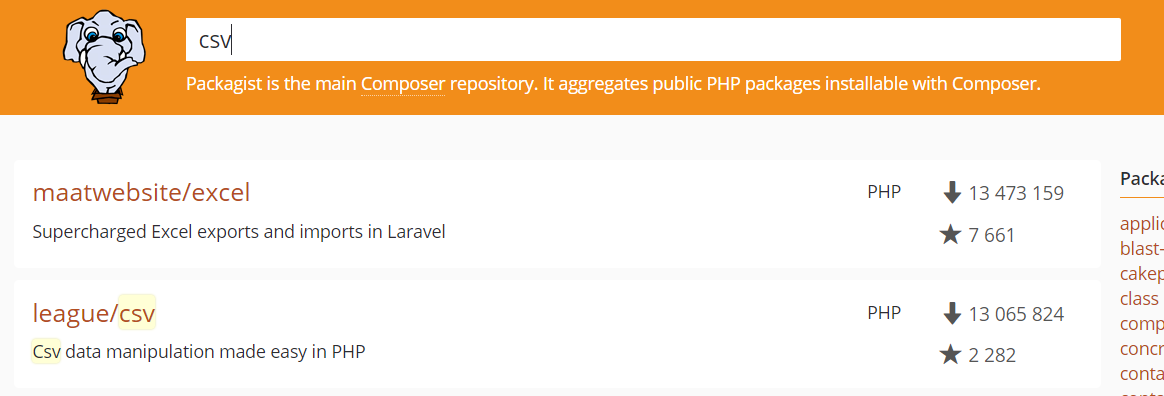 csv
Packagist is the main Composer repository. It aggregates public PHP packages installable with Composer.
maatwebsite/excel
PHP
13 473 159
Supercharged Excel exports and imports in Laravel
7 661
league/csv
PHP
13 065 824
Csv data manipulation made easy in PHP
2 282
Packa
applic
blast-
cakep
class
comp
concr
conta